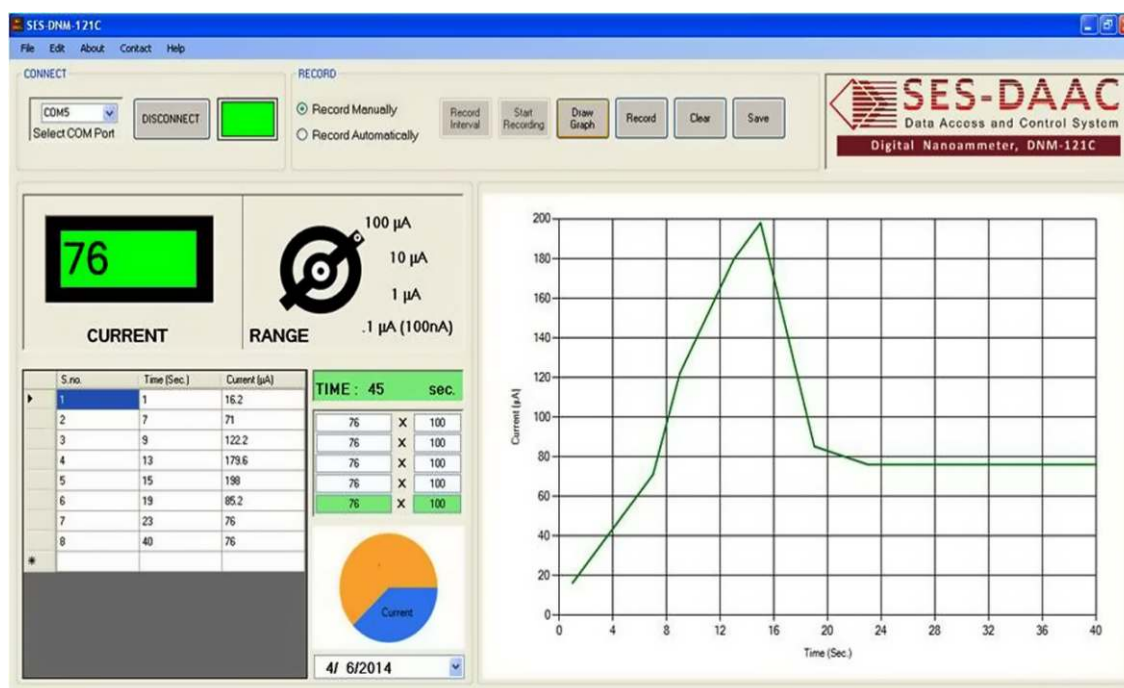 SES-DNM-121C
File Edit About Contact Help
CONNECT
COM5
Select COM Port
DISCONNECT
RECORD
Record Manually
Record Automatically
Record Interval
Start Recording
Draw Graph
Record
Clear
Save
SES-DAAC
Data Access and Control System
Digital Nanoammeter, DNM-121C
76
CURRENT
RANGE
100 µA
10 µA
1 µA
.1 µA (100nA)
S.no. Time (Sec.) Current (µA)
1 1 16.2
2 7 71
3 9 122.2
4 13 179.6
5 15 198
6 19 85.2
7 23 76
8 40 76
TIME : 45 sec.
76 X 100
76 X 100
76 X 100
76 X 100
76 X 100
Current
4/ 6/2014
Current (µA)
200
180
160
140
120
100
80
60
40
20
0
0 4 8 12 16 20 24 28 32 36 40
Time (Sec.)